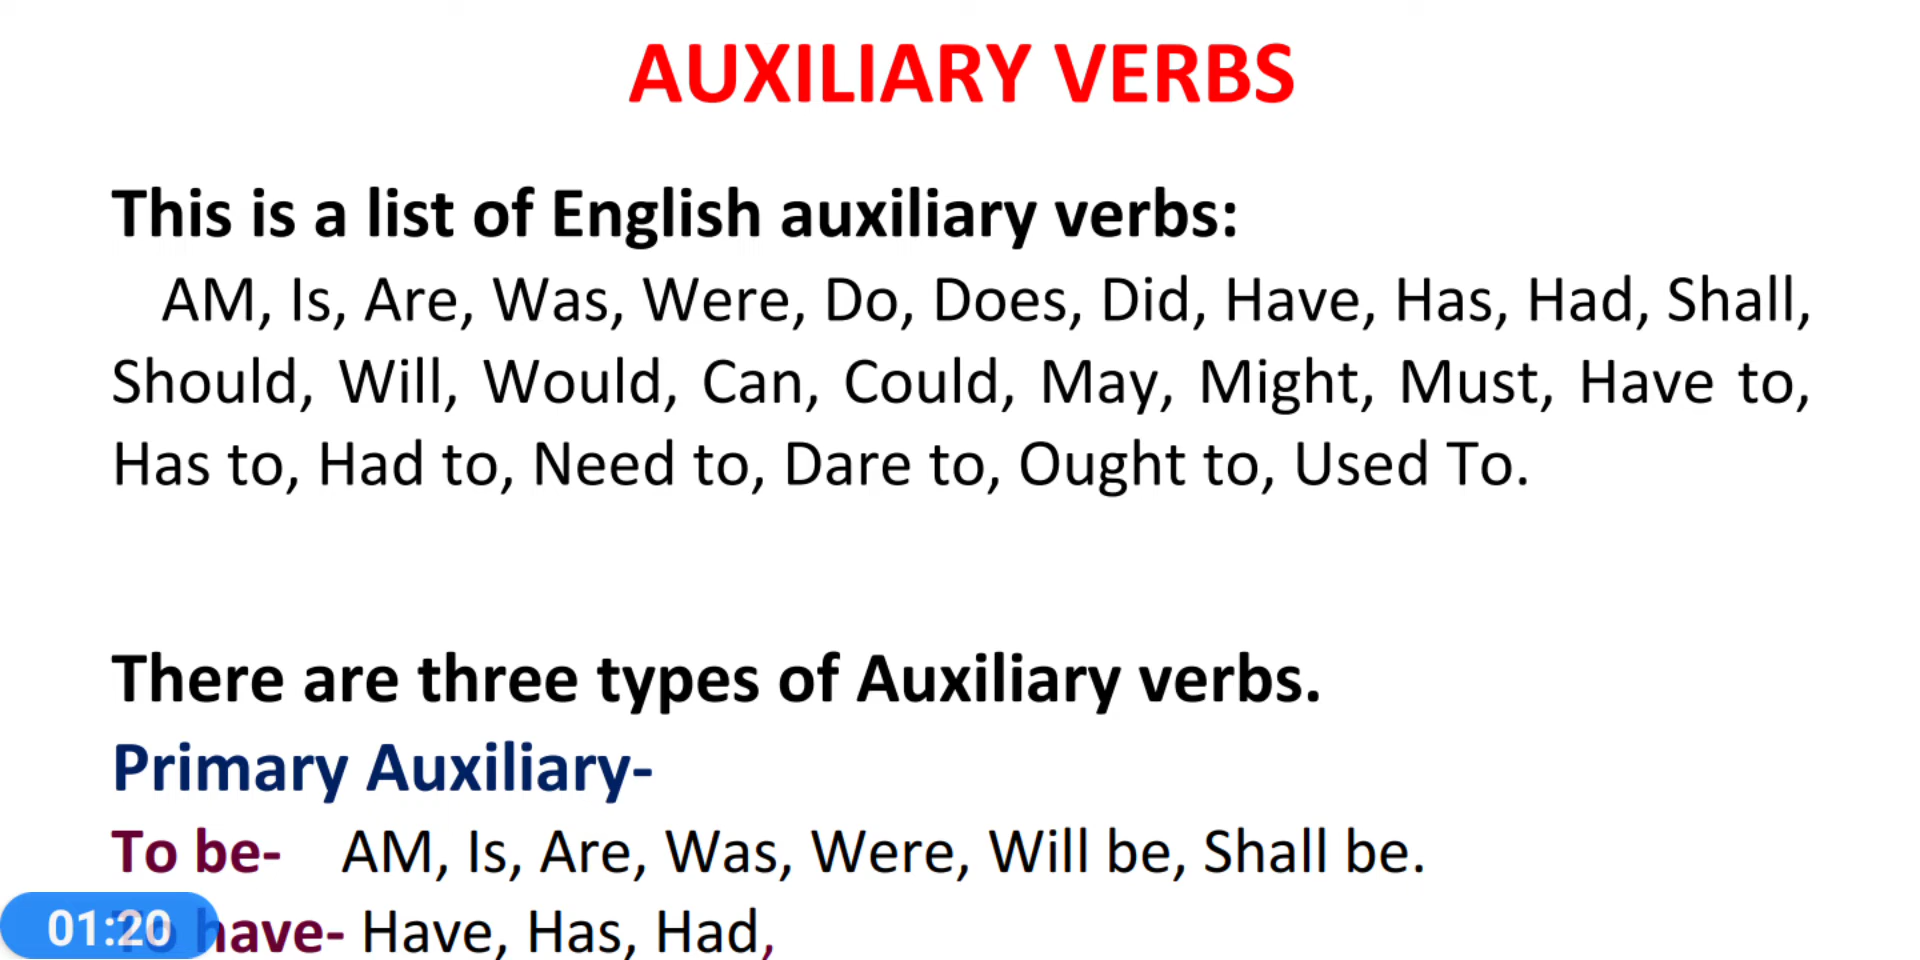 AUXILIARY VERBS
This is a list of English auxiliary verbs:
AM, Is, Are, Was, Were, Do, Does, Did, Have, Has, Had, Shall,
Should, Will, Would, Can, Could, May, Might, Must, Have to,
Has to, Had to, Need to, Dare to, Ought to, Used To.
There are three types of Auxiliary verbs.
Primary Auxiliary-
To be- AM, Is, Are, Was, Were, Will be, Shall be.
To have- Have, Has, Had,
01:20